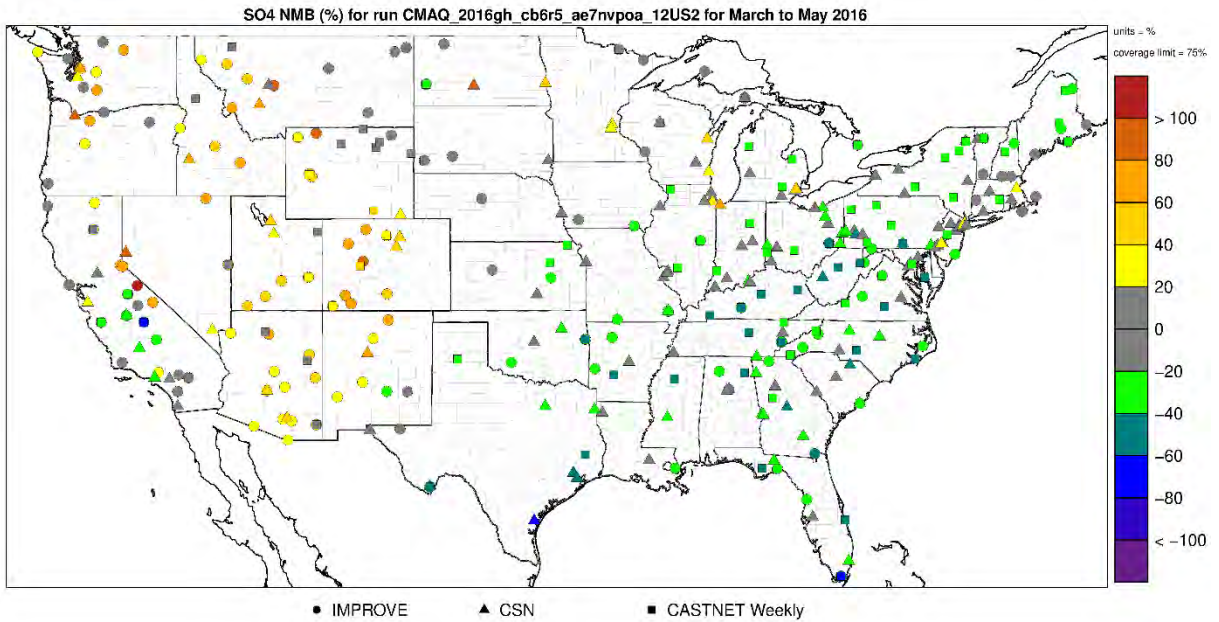 SO4 NMB (%) for run CMAQ_2016gh_cb6r5_ae7nvpoa_12US2 for March to May 2016
units = %
coverage limit = 75%
> 100
80
60
40
20
0
−20
−40
−60
−80
< −100
● IMPROVE ▲ CSN ■ CASTNET Weekly